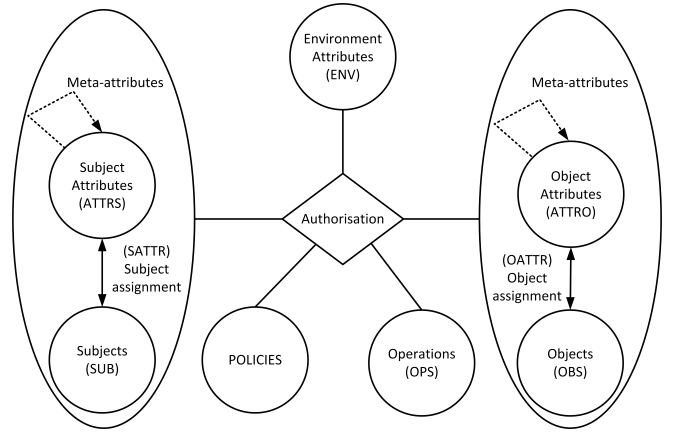 Environment
Attributes
(ENV)
Meta-attributes
Meta-attributes
Subject
Attributes
(ATTRS)
Object
Attributes
(ATTRO)
Authorisation
(SATTR)
Subject
assignment
(OATTR)
Object
assignment
Subjects
(SUB)
POLICIES
Operations
(OPS)
Objects
(OBS)